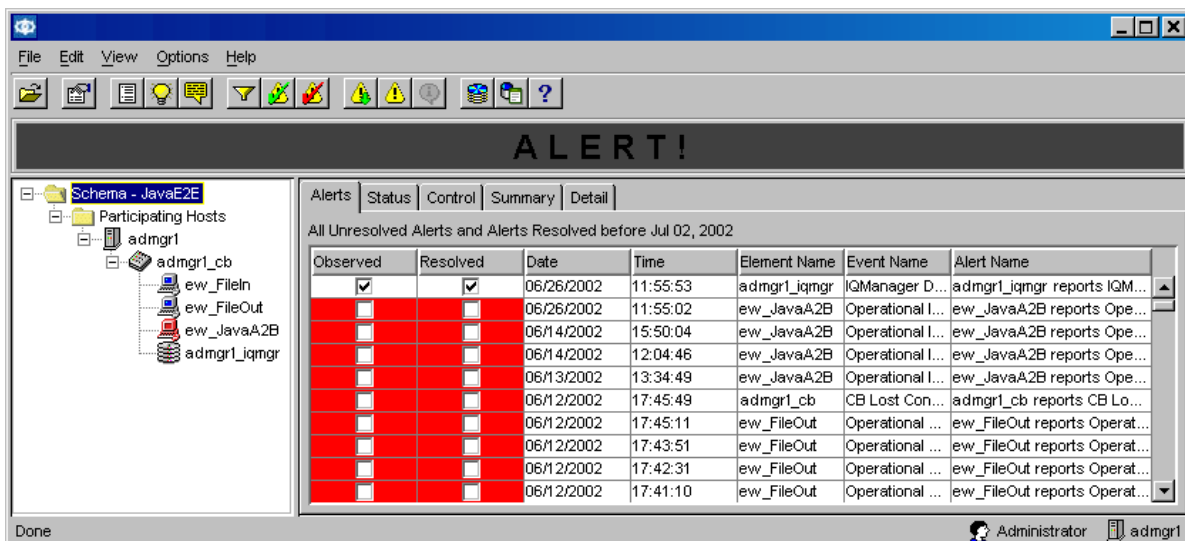 File Edit View Options Help
ALERT!
Schema - JavaE2E
Participating Hosts
admgr1
admgr1_cb
ew_FileIn
ew_FileOut
ew_JavaA2B
admgr1_iqmgr
Alerts Status Control Summary Detail
All Unresolved Alerts and Alerts Resolved before Jul 02, 2002
Observed Resolved Date Time Element Name Event Name Alert Name
06/26/2002 11:55:53 admgr1_iqmgr IQManager D... admgr1_iqmgr reports IQM...
06/26/2002 11:55:02 ew_JavaA2B Operational I... ew_JavaA2B reports Ope...
06/14/2002 15:50:04 ew_JavaA2B Operational I... ew_JavaA2B reports Ope...
06/14/2002 12:04:46 ew_JavaA2B Operational I... ew_JavaA2B reports Ope...
06/13/2002 13:34:49 ew_JavaA2B Operational I... ew_JavaA2B reports Ope...
06/12/2002 17:45:49 admgr1_cb CB Lost Con... admgr1_cb reports CB Lo...
06/12/2002 17:45:11 ew_FileOut Operational ... ew_FileOut reports Operat...
06/12/2002 17:43:51 ew_FileOut Operational ... ew_FileOut reports Operat...
06/12/2002 17:42:31 ew_FileOut Operational ... ew_FileOut reports Operat...
06/12/2002 17:41:10 ew_FileOut Operational ... ew_FileOut reports Operat...
Done Administrator admgr1